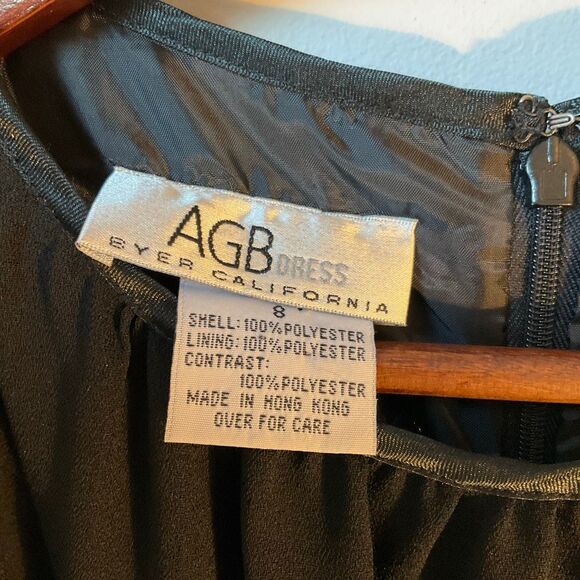 AGB DRESS
BYER CALIFORNIA
8
SHELL:100%POLYESTER
LINING:100%POLYESTER
CONTRAST:
100%POLYESTER
MADE IN HONG KONG
OVER FOR CARE